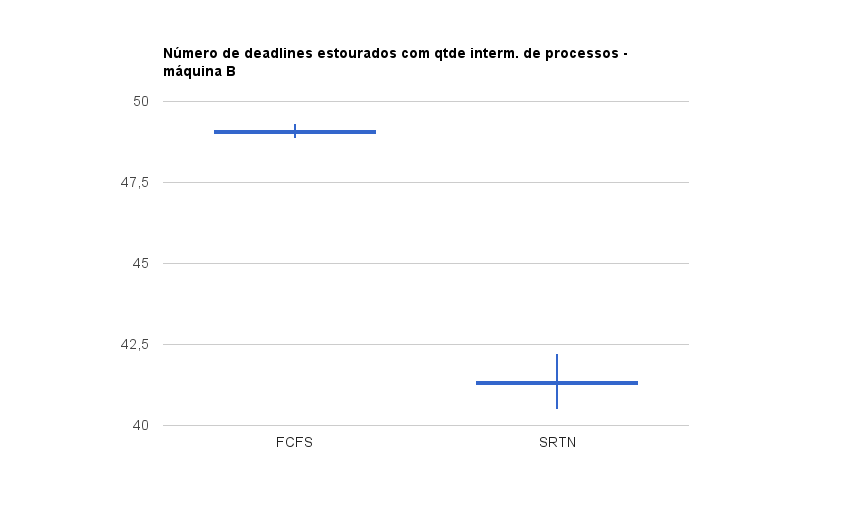 Número de deadlines estourados com qtde interm. de processos -
máquina B
50
47,5
45
42,5
40
FCFS SRTN